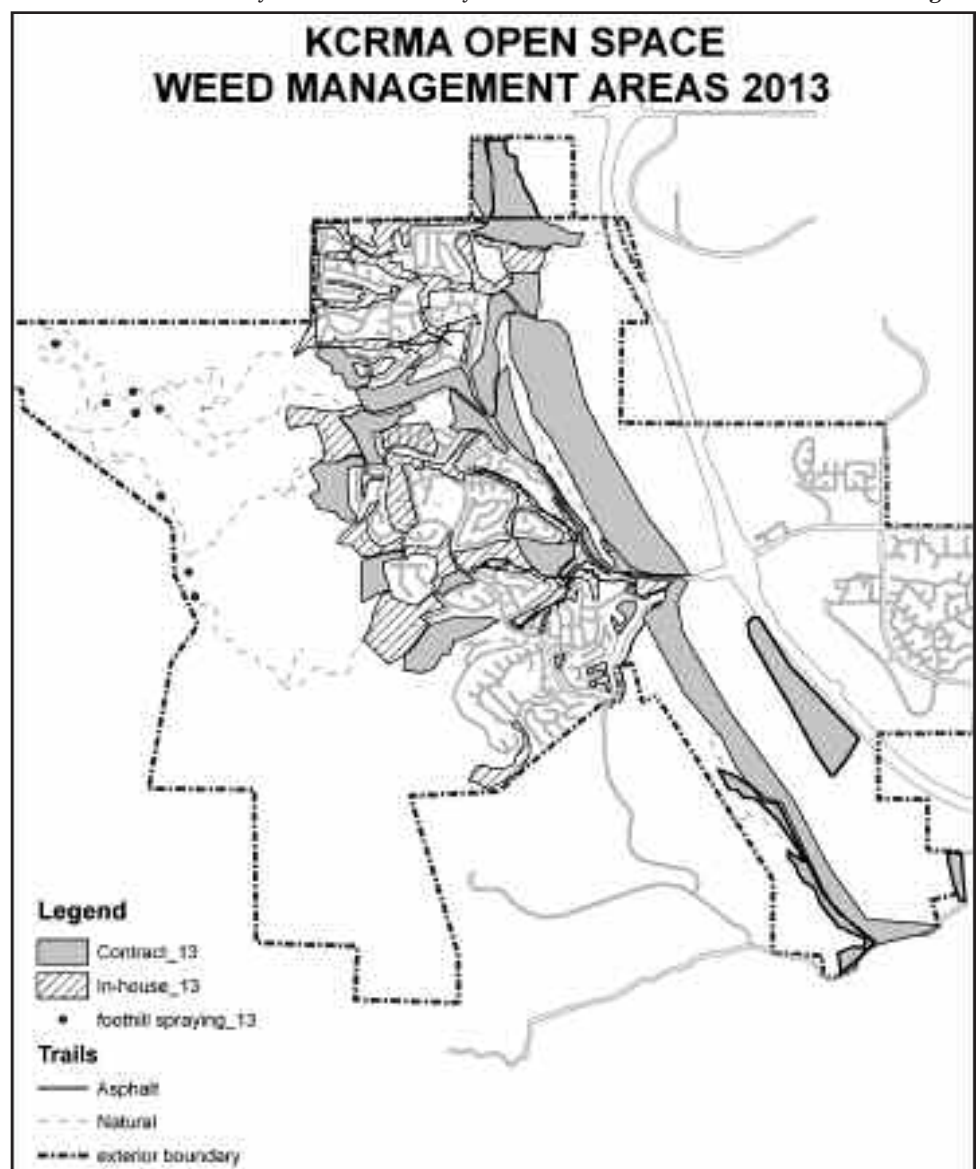 KCRMA OPEN SPACE
WEED MANAGEMENT AREAS 2013
Legend
Contract_13
In-house_13
foothill spraying_13
Trails
Asphalt
Natural
exterior boundary